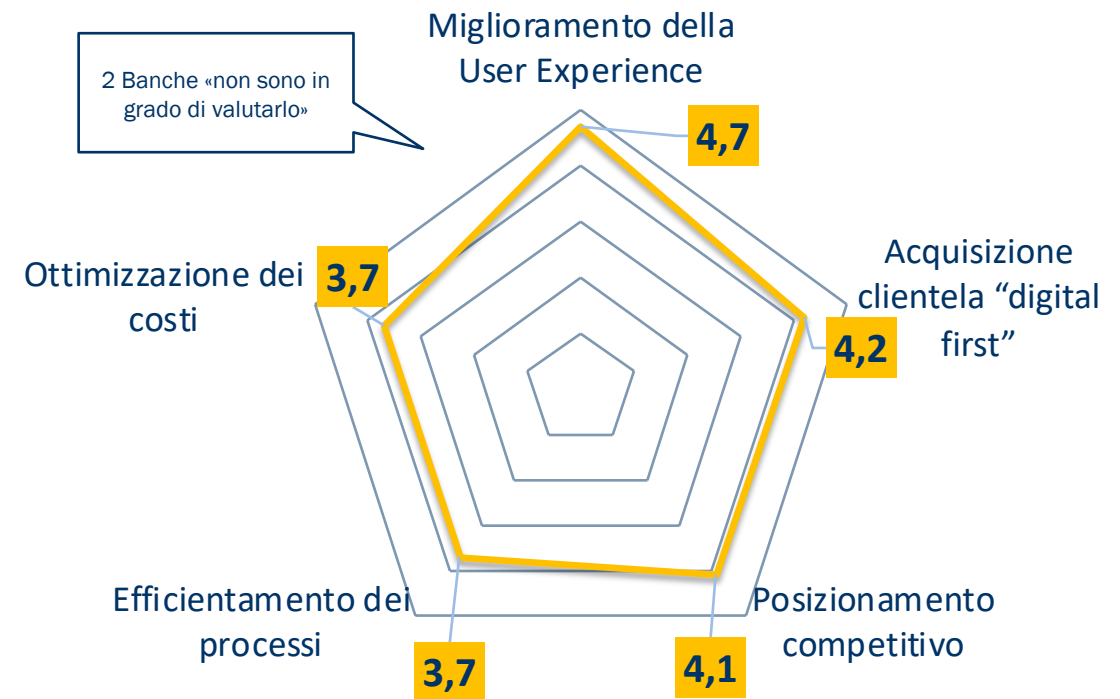 Miglioramento della
User Experience
2 Banche «non sono in
grado di valutarlo»
4,7
Acquisizione
clientela “digital
first”
4,2
Ottimizzazione dei
costi
3,7
Efficientamento dei
processi
3,7
Posizionamento
competitivo
4,1